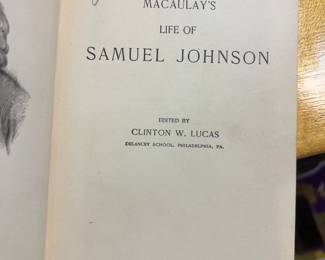 MACAULAY'S
LIFE OF
SAMUEL JOHNSON
EDITED BY
CLINTON W. LUCAS
DELANCEY SCHOOL, PHILADELPHIA, PA.